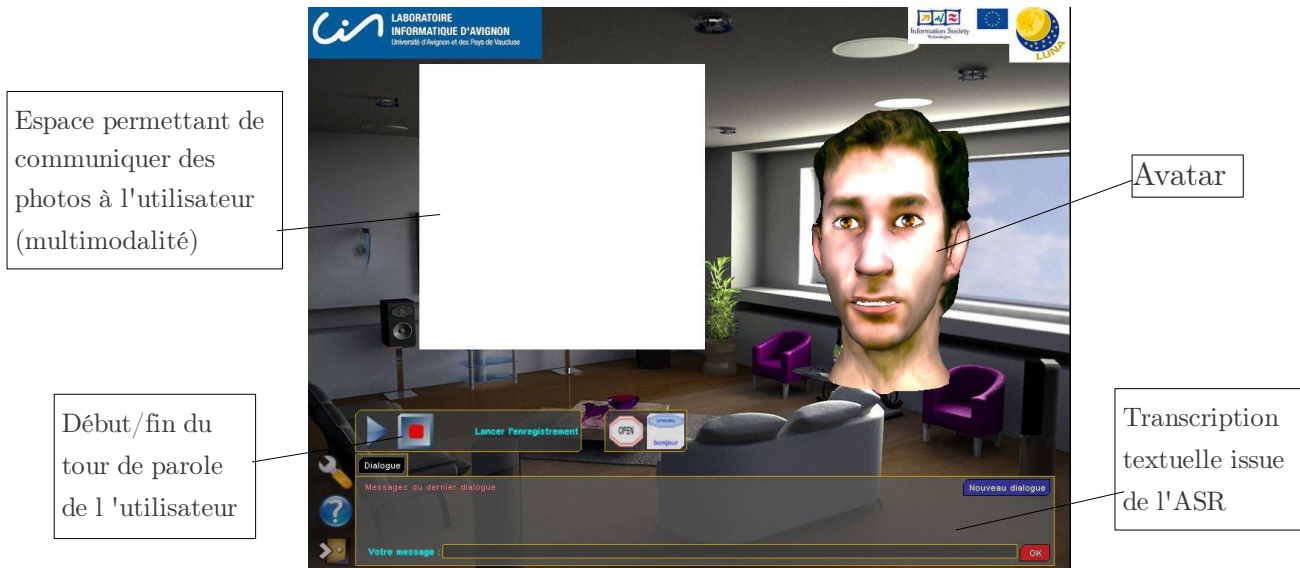 LABORATOIRE
INFORMATIQUE D'AVIGNON
Université d'Avignon et des Pays de Vaucluse
Information Society
Technologies
LUNA
Espace permettant de
communiquer des
photos à l'utilisateur
(multimodalité)
Avatar
Début/fin du
tour de parole
de l 'utilisateur
Transcription
textuelle issue
de l'ASR
Lancer l'enregistrement
OPEN
OPENING
bonjour
Dialogue
Messages du dernier dialogue :
Nouveau dialogue
Votre message :
OK